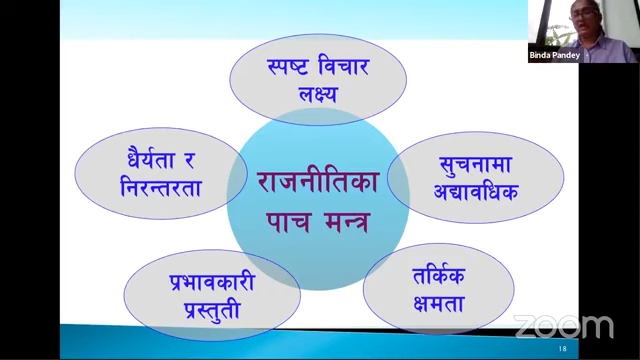 Binda Pandey
स्पष्ट विचार
लक्ष्य
धैर्यता र
निरन्तरता
राजनीतिका
पाच मन्त्र
सुचनामा
अद्यावधिक
प्रभावकारी
प्रस्तुती
तर्किक
क्षमता
zoom
18